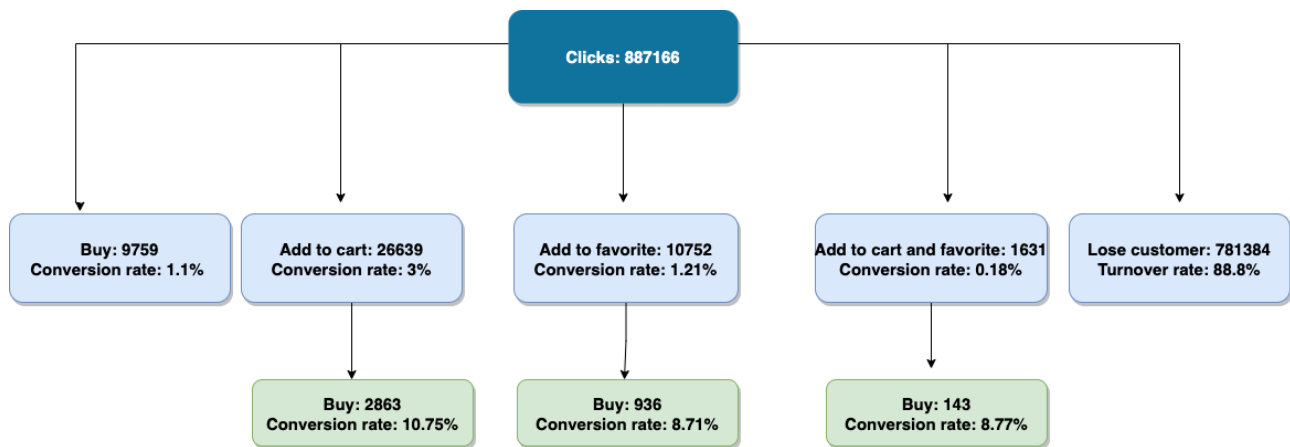 Clicks: 887166
Buy: 9759
Conversion rate: 1.1%
Add to cart: 26639
Conversion rate: 3%
Add to favorite: 10752
Conversion rate: 1.21%
Add to cart and favorite: 1631
Conversion rate: 0.18%
Lose customer: 781384
Turnover rate: 88.8%
Buy: 2863
Conversion rate: 10.75%
Buy: 936
Conversion rate: 8.71%
Buy: 143
Conversion rate: 8.77%